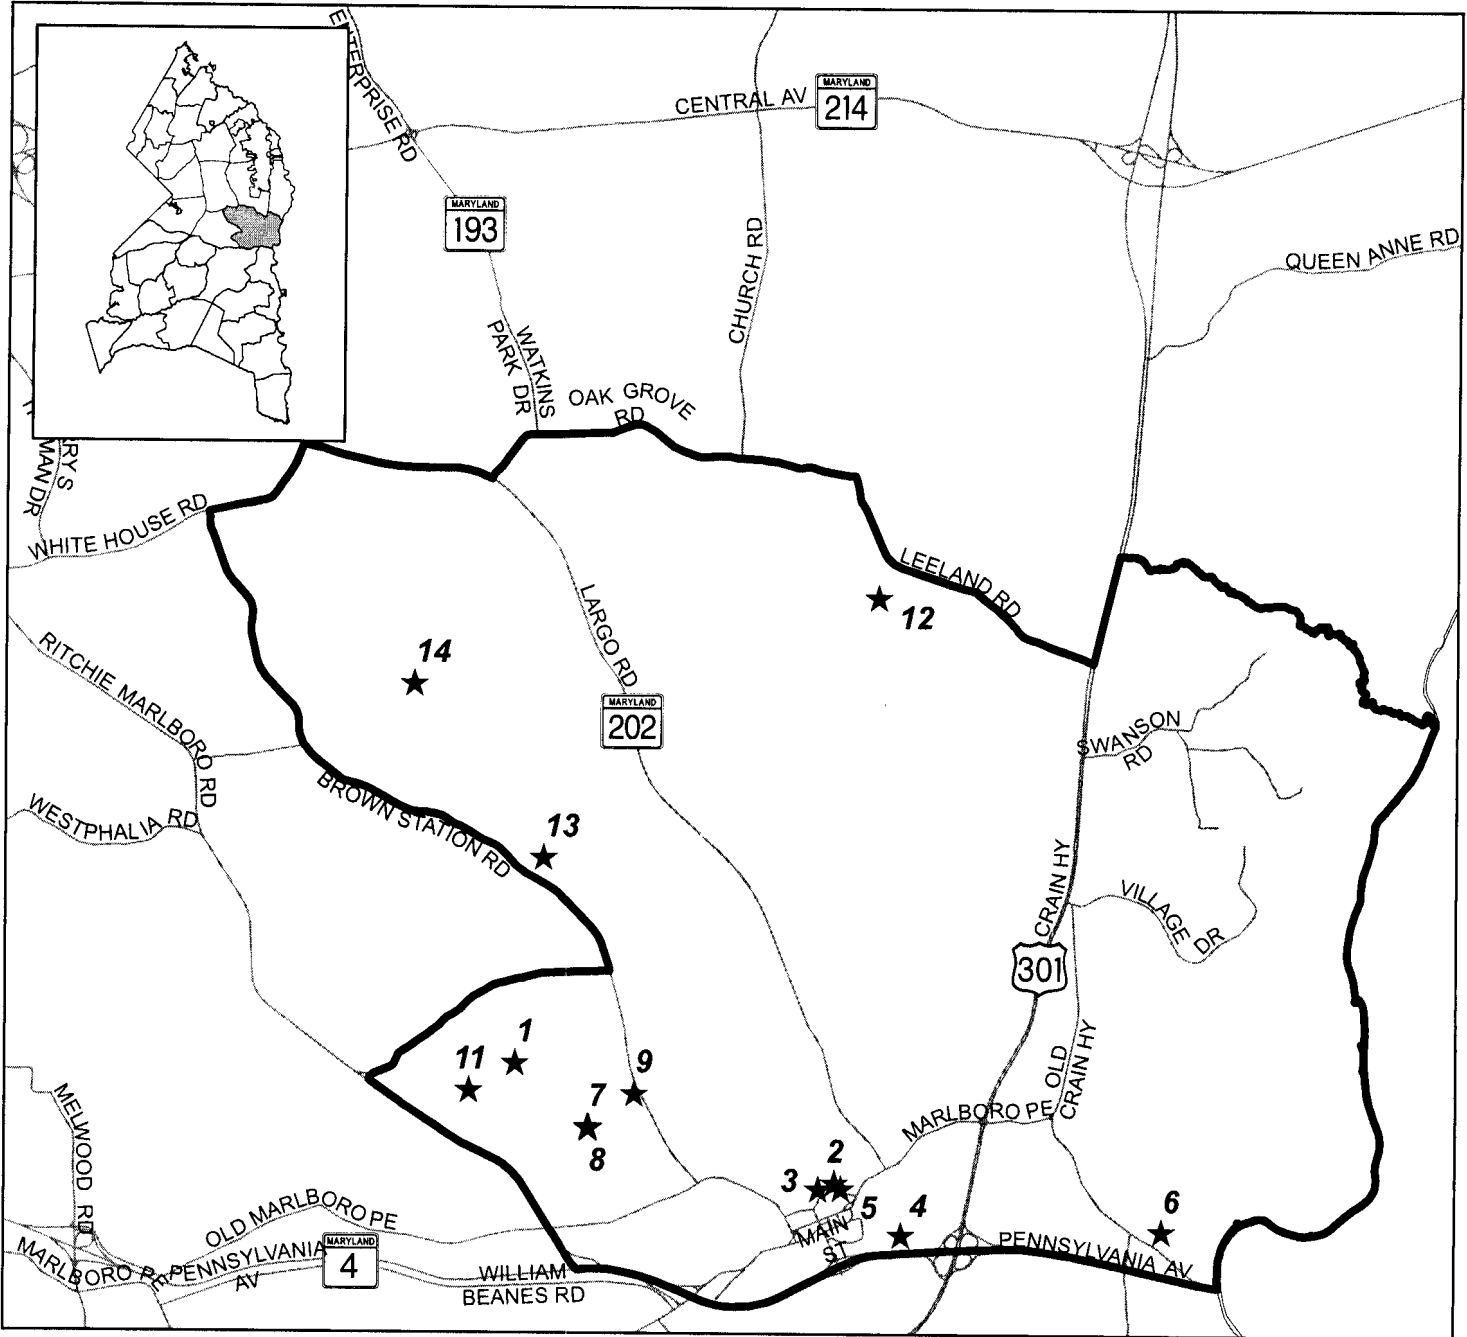 ENTERPRISE RD
CENTRAL AV
MARYLAND
214
MARYLAND
193
CHURCH RD
QUEEN ANNE RD
WATKINS
PARK DR
OAK GROVE
RD
RY S
MAN DR
WHITE HOUSE RD
LEELAND RD
12
LARGO RD
14
RITCHIE MARLBORO RD
MARYLAND
202
SWANSON
RD
BROWN STATION RD
WESTPHALIA RD
13
CRAIN HY
VILLAGE DR
301
1
11
9
7
8
OLD
CRAIN HY
MARLBORO PE
MELWOOD RD
2
3
5
4
6
OLD MARLBORO PE
MAIN
ST
PENNSYLVANIA AV
MARLBORO PE
PENNSYLVANIA
AV
MARYLAND
4
WILLIAM
BEANES RD